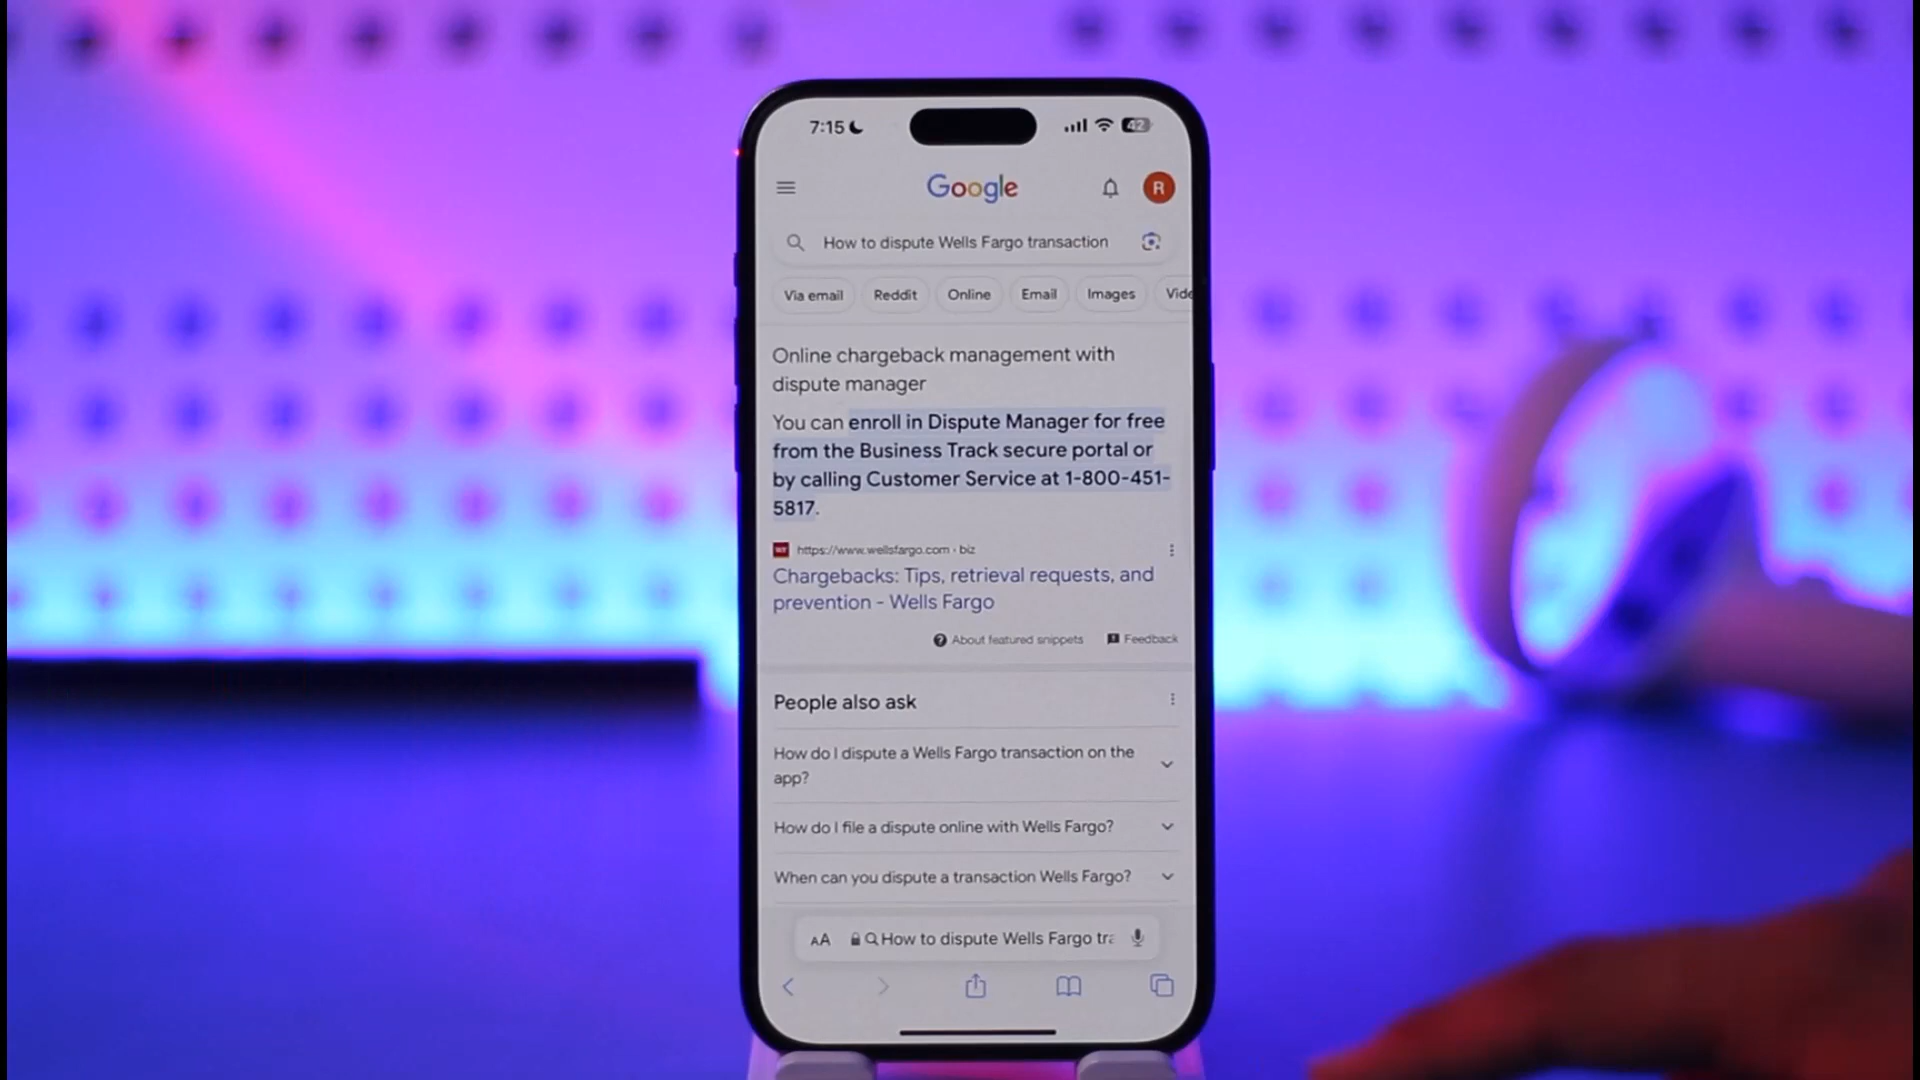 7:15
42
Google
R
How to dispute Wells Fargo transaction
Via email
Reddit
Online
Email
Images
Online chargeback management with
dispute manager
You can enroll in Dispute Manager for free
from the Business Track secure portal or
by calling Customer Service at 1-800-451-
5817.
https://www.wellsfargo.com › biz
Chargebacks: Tips, retrieval requests, and
prevention - Wells Fargo
About featured snippets
Feedback
People also ask
How do I dispute a Wells Fargo transaction on the
app?
How do I file a dispute online with Wells Fargo?
When can you dispute a transaction Wells Fargo?
AA
How to dispute Wells Fargo